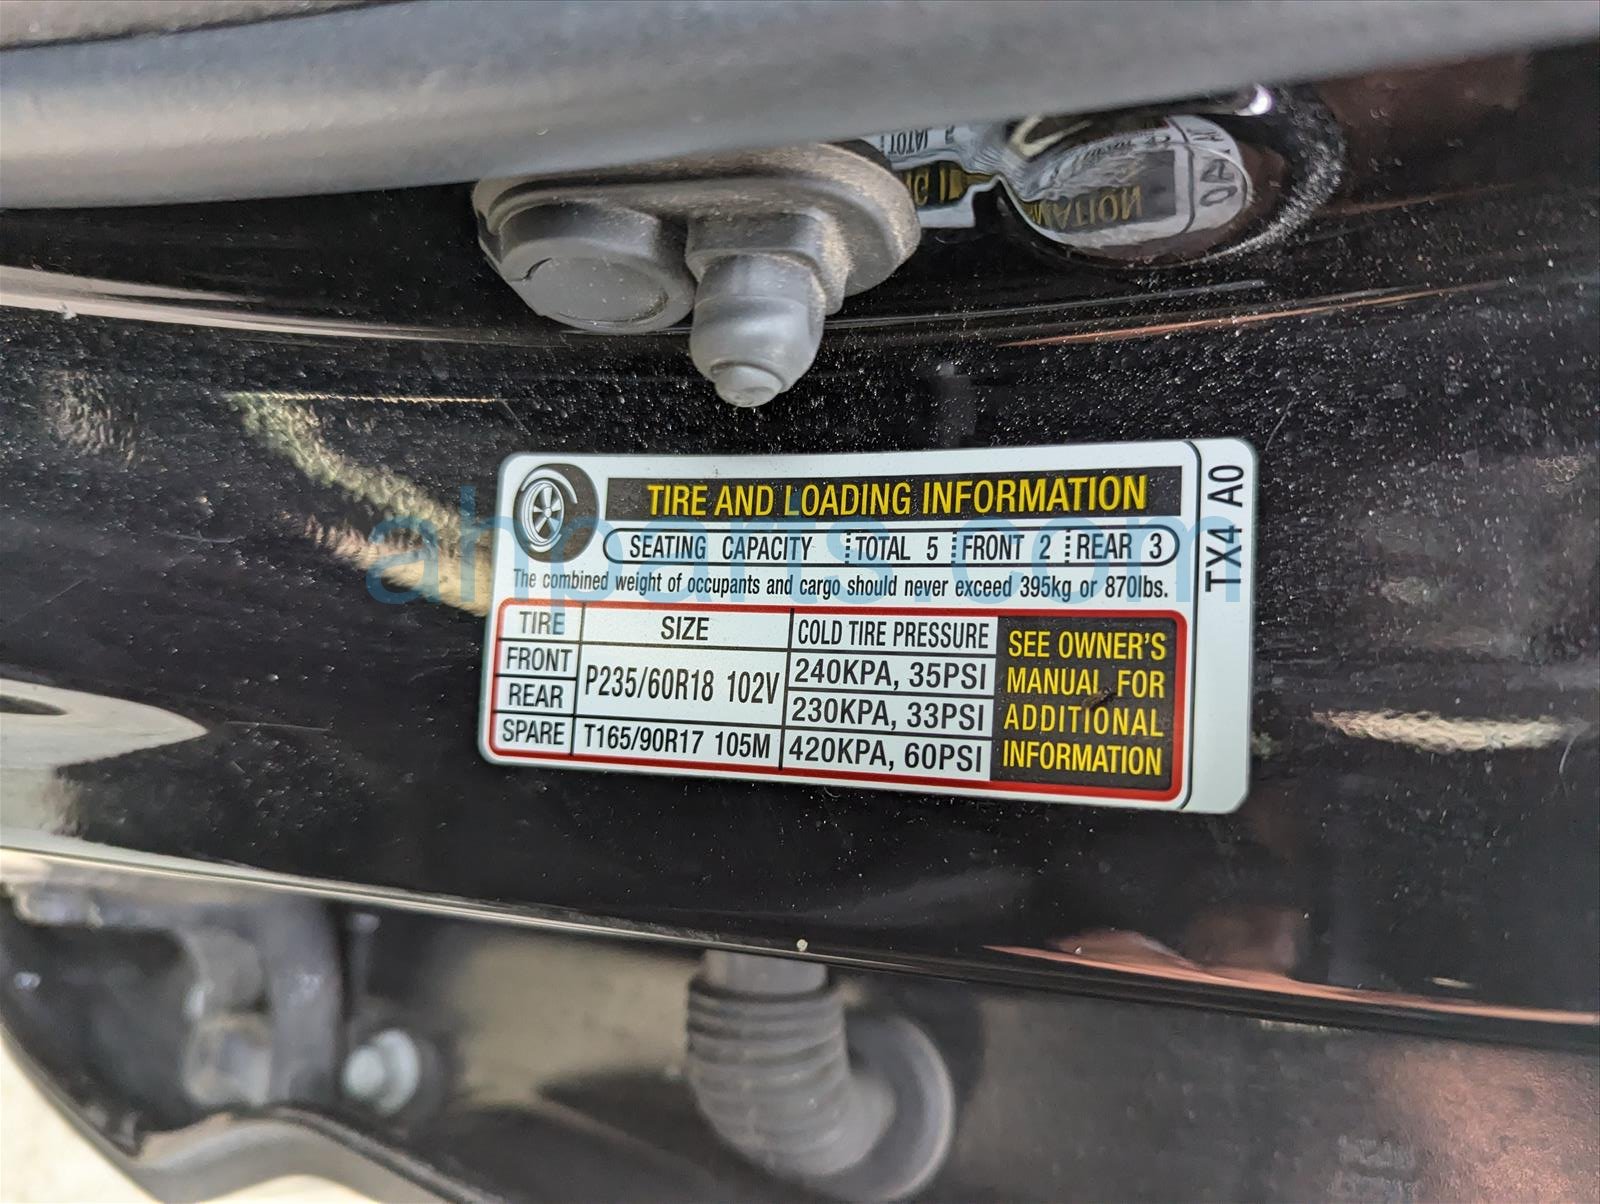 TIRE AND LOADING INFORMATION
SEATING CAPACITY TOTAL 5 FRONT 2 REAR 3
The combined weight of occupants and cargo should never exceed 395kg or 870lbs.
TIRE SIZE COLD TIRE PRESSURE
FRONT P235/60R18 102V 240KPA, 35PSI
REAR 230KPA, 33PSI
SPARE T165/90R17 105M 420KPA, 60PSI
SEE OWNER'S
MANUAL FOR
ADDITIONAL
INFORMATION
TX4 A0
ahparts.com